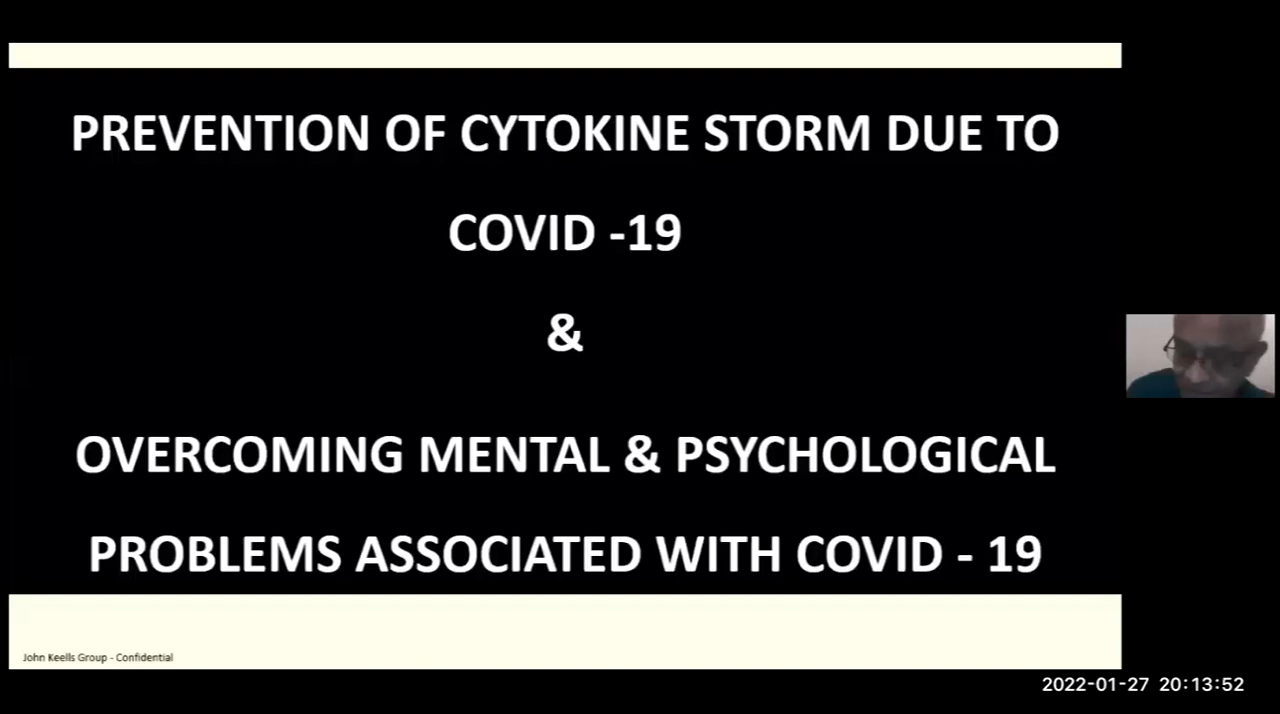 PREVENTION OF CYTOKINE STORM DUE TO
COVID -19
&
OVERCOMING MENTAL & PSYCHOLOGICAL
PROBLEMS ASSOCIATED WITH COVID - 19
John Keells Group - Confidential
2022-01-27 20:13:52